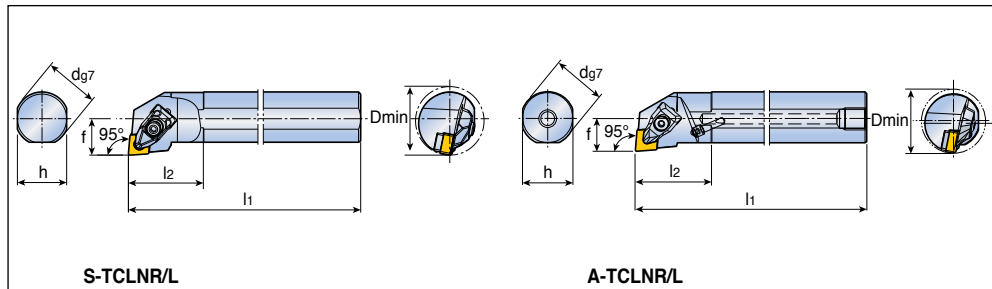 dg7
f
95°
h
l2
l1
Dmin
S-TCLNR/L
dg7
f
95°
h
l2
l1
Dmin
A-TCLNR/L